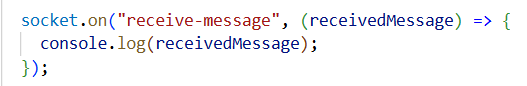 socket.on("receive-message", (receivedMessage) => {
  console.log(receivedMessage);
});